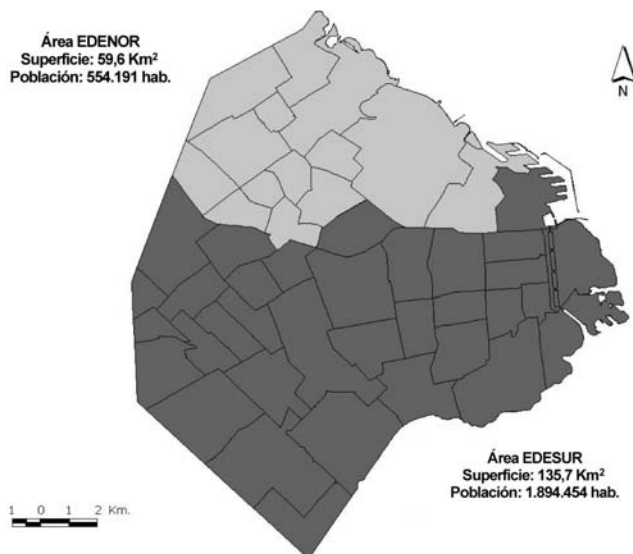 Área EDENOR
Superficie: 59,6 Km²
Población: 554.191 hab.
N
Área EDESUR
Superficie: 135,7 Km²
Población: 1.894.454 hab.
1 0 1 2 Km.